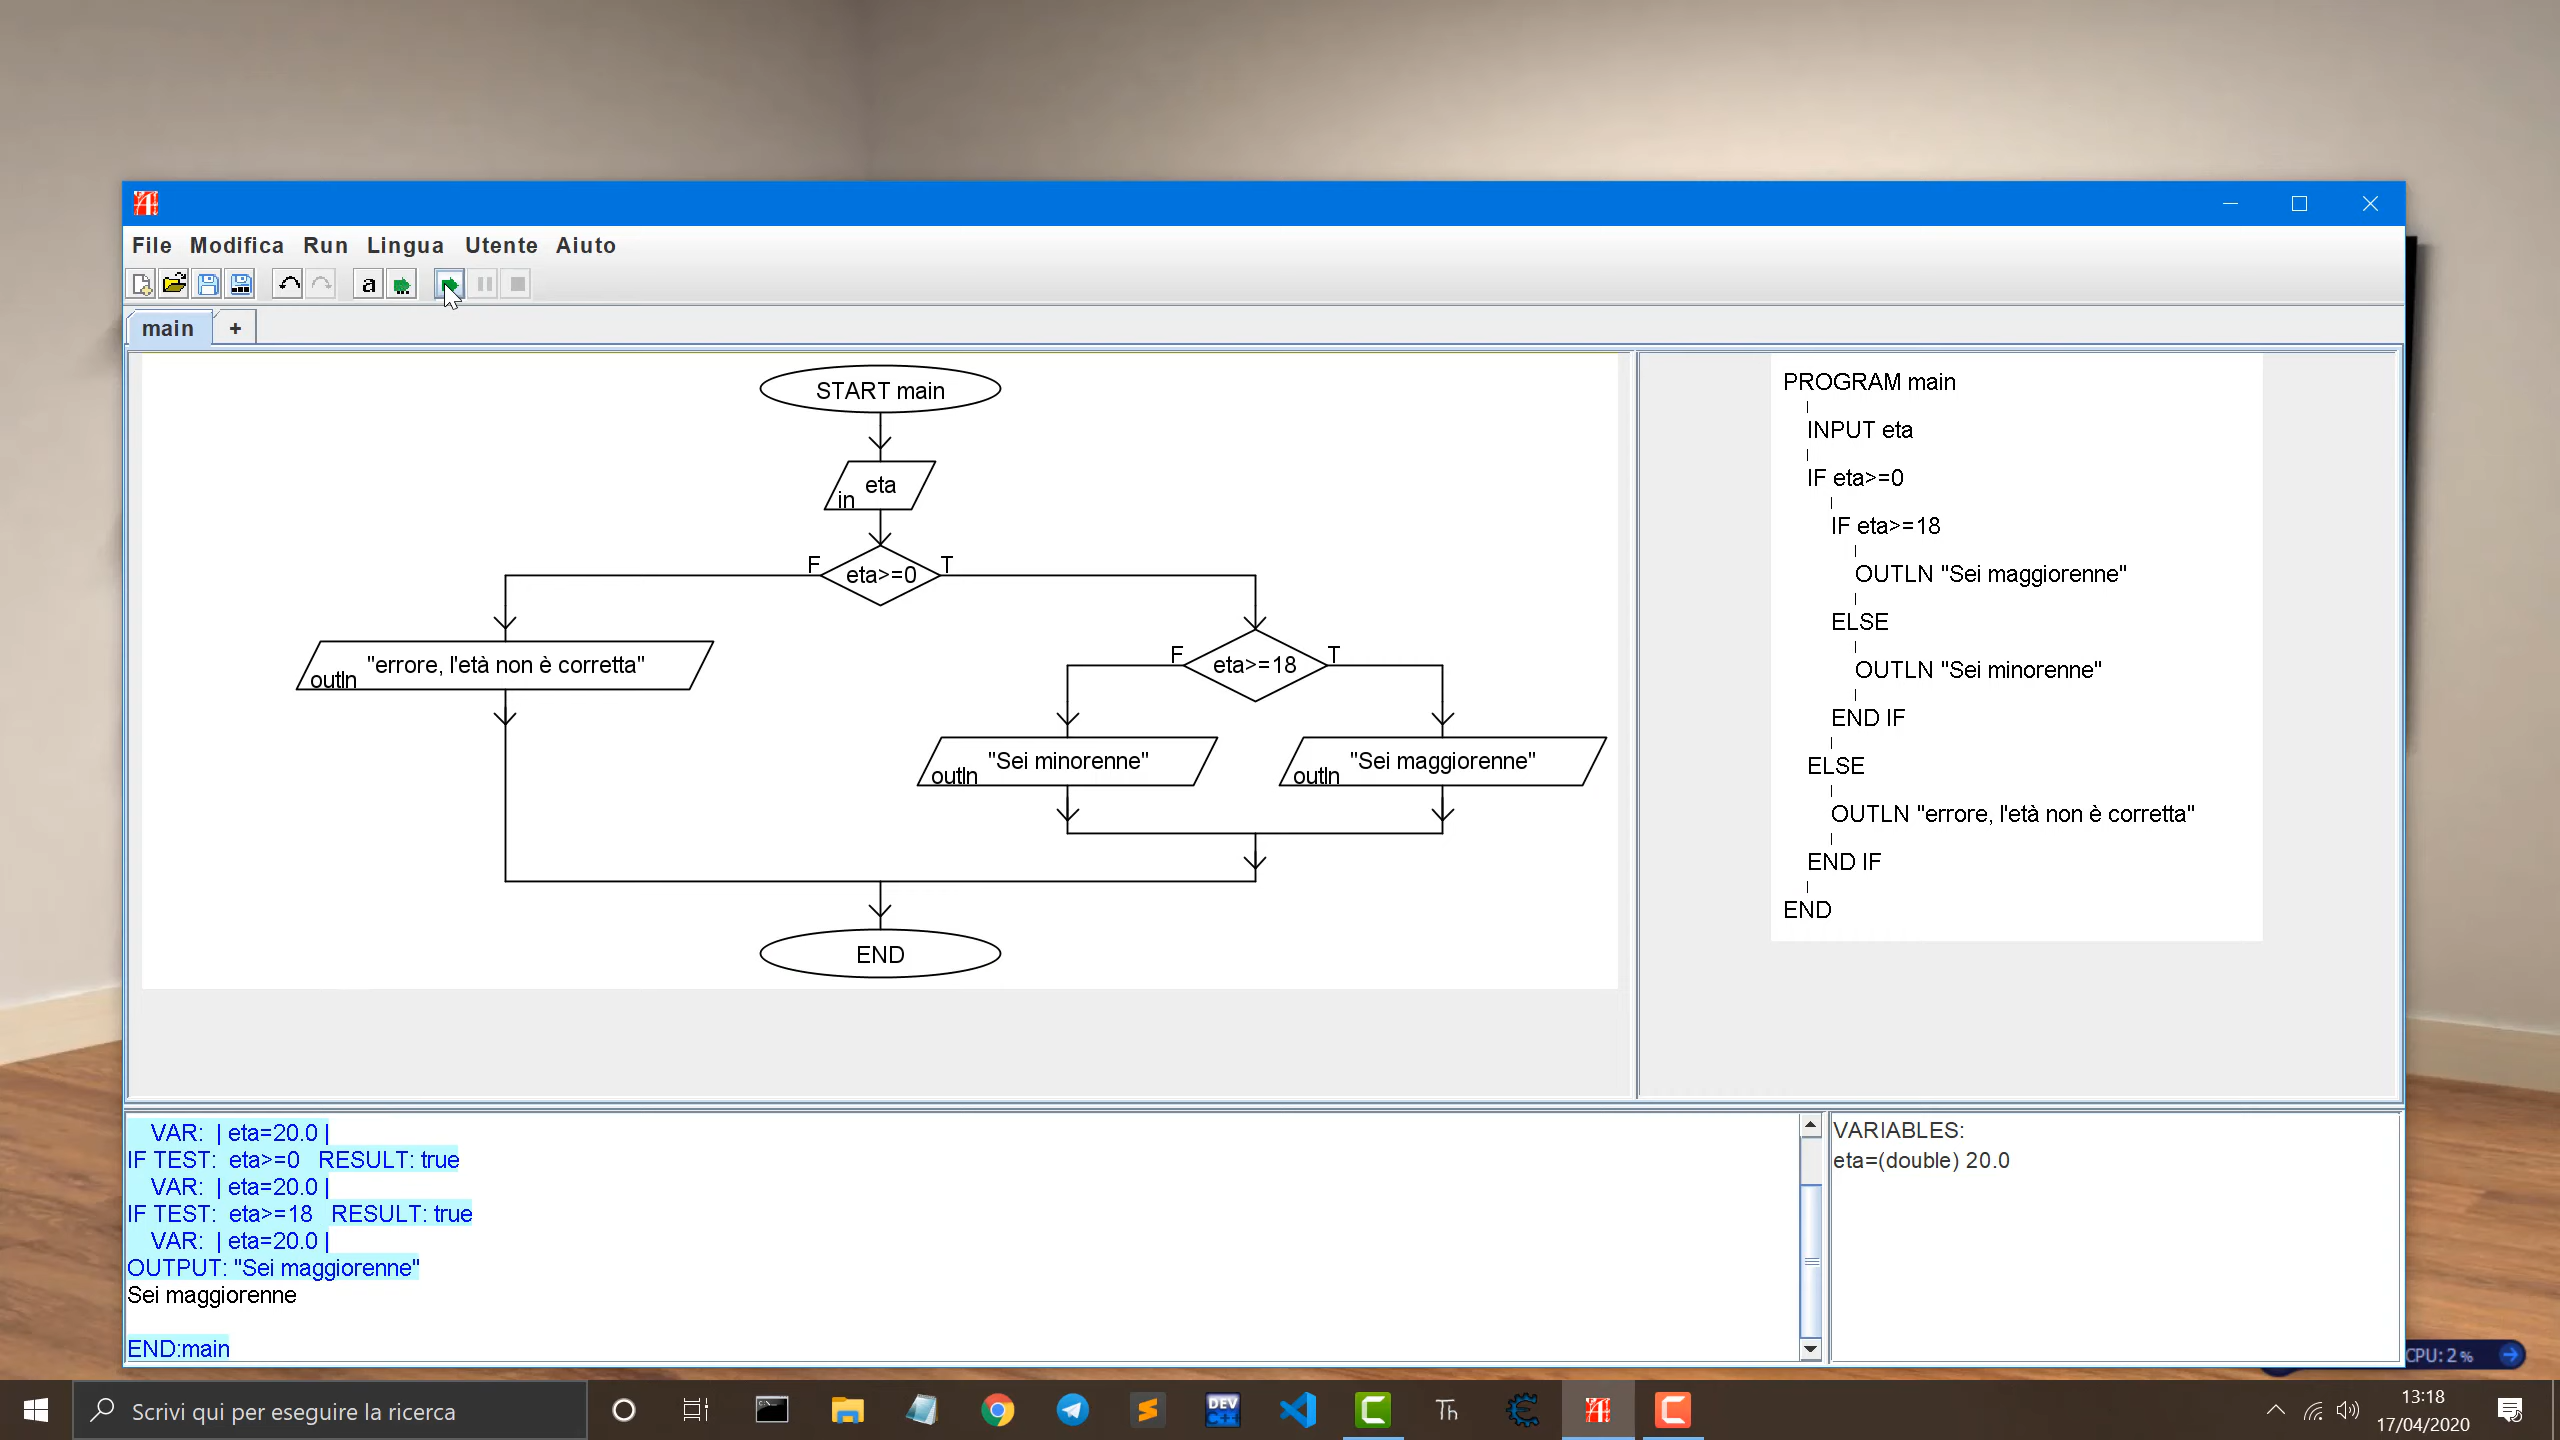 File Modifica Run Lingua Utente Aiuto
a
main +
START main
eta
in
F eta>=0 T
"errore, l'età non è corretta"
outln
F eta>=18 T
"Sei minorenne"
outln
"Sei maggiorenne"
outln
END
PROGRAM main
INPUT eta
IF eta>=0
IF eta>=18
OUTLN "Sei maggiorenne"
ELSE
OUTLN "Sei minorenne"
END IF
ELSE
OUTLN "errore, l'età non è corretta"
END IF
END
VAR: | eta=20.0 |
IF TEST: eta>=0 RESULT: true
VAR: | eta=20.0 |
IF TEST: eta>=18 RESULT: true
VAR: | eta=20.0 |
OUTPUT: "Sei maggiorenne"
Sei maggiorenne
END:main
VARIABLES:
eta=(double) 20.0
CPU: 2 %
Scrivi qui per eseguire la ricerca
DEV
C++
Th
13:18
17/04/2020